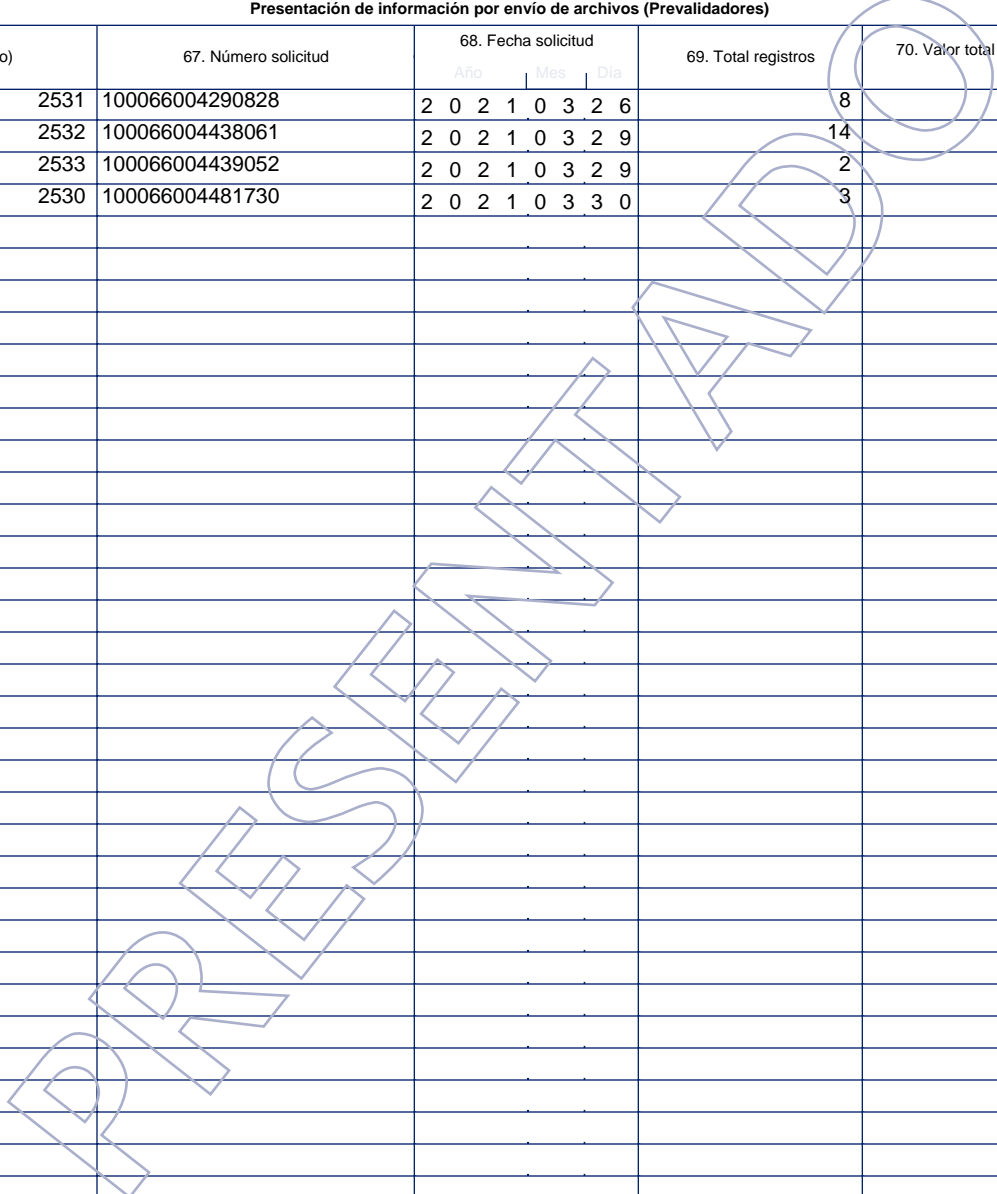 Presentación de información por envío de archivos (Prevalidadores)
o) 67. Número solicitud 68. Fecha solicitud 69. Total registros 70. Valor total
Año Mes Día
2531 100066004290828 2 0 2 1 0 3 2 6 8
2532 100066004438061 2 0 2 1 0 3 2 9 14
2533 100066004439052 2 0 2 1 0 3 2 9 2
2530 100066004481730 2 0 2 1 0 3 3 0 3
PRESENTADO